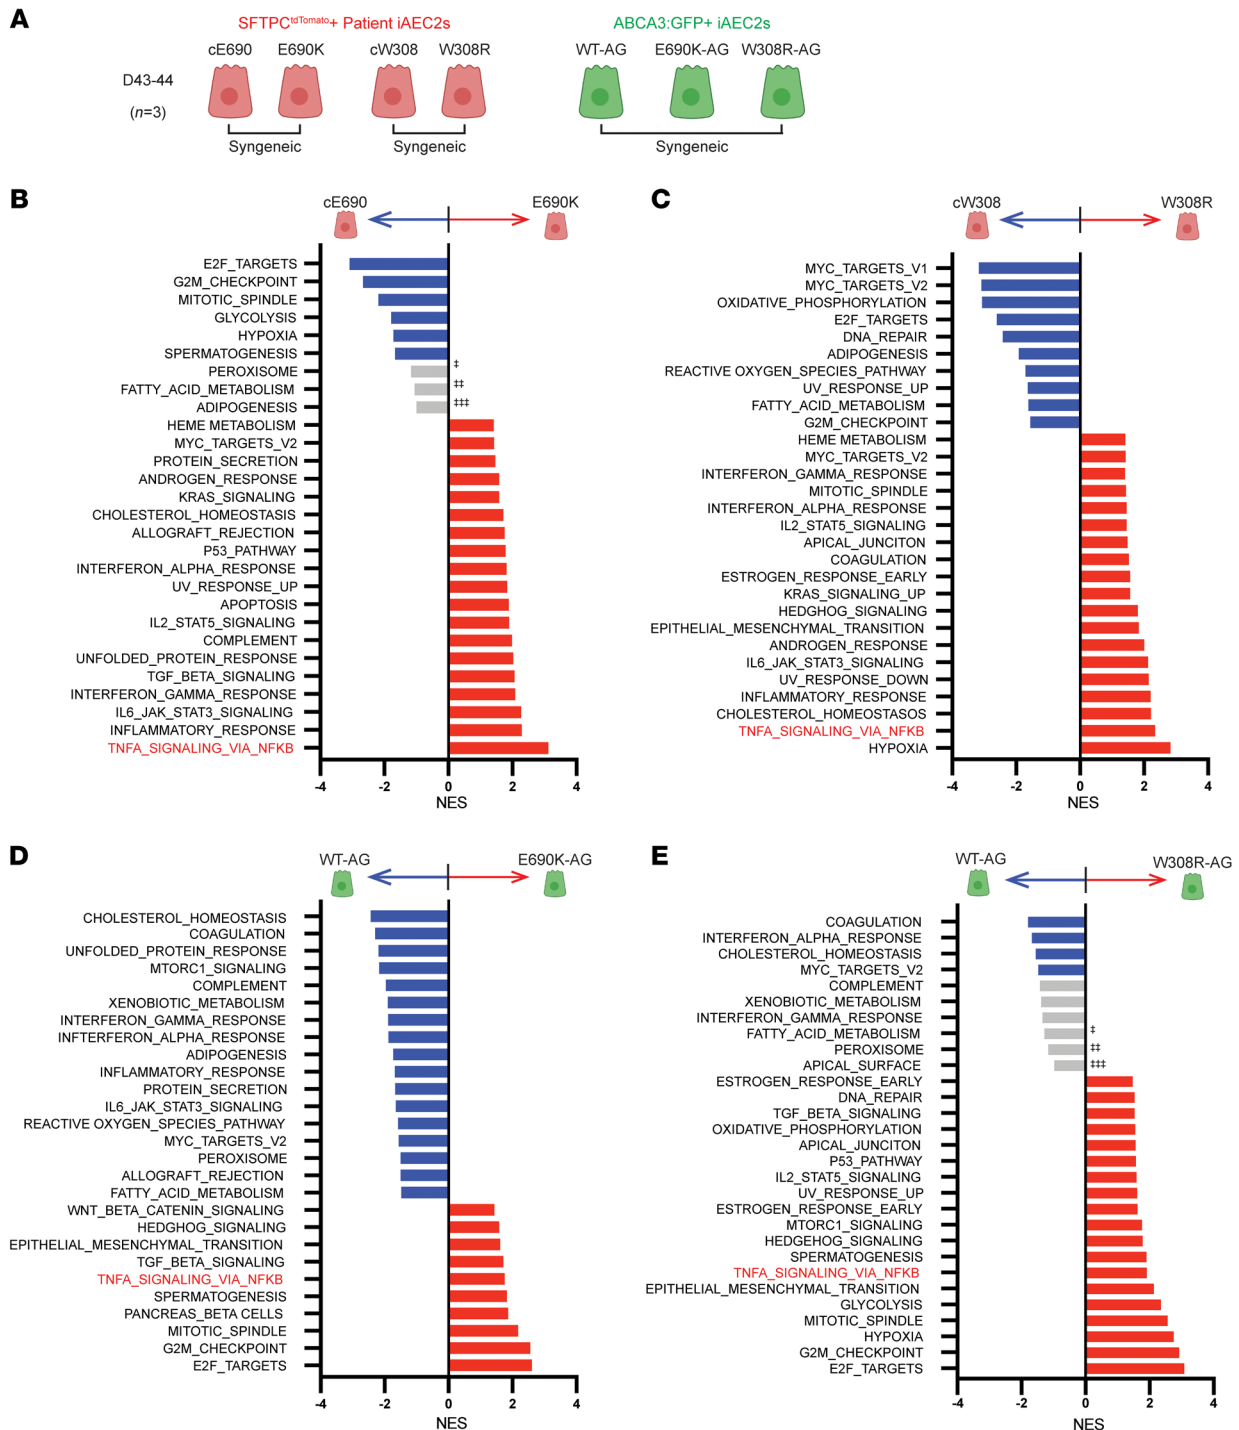 A
SFTPCtdTomato+ Patient iAEC2s
ABCA3:GFP+ iAEC2s
cE690 E690K cW308 W308R WT-AG E690K-AG W308R-AG
D43-44
(n=3)
Syngeneic Syngeneic Syngeneic
B
cE690 E690K
E2F_TARGETS
G2M_CHECKPOINT
MITOTIC_SPINDLE
GLYCOLYSIS
HYPOXIA
SPERMATOGENESIS
PEROXISOME ‡
FATTY_ACID_METABOLISM ‡‡
ADIPOGENESIS ‡‡‡
HEME METABOLISM
MYC_TARGETS_V2
PROTEIN_SECRETION
ANDROGEN_RESPONSE
KRAS_SIGNALING
CHOLESTEROL_HOMEOSTASIS
ALLOGRAFT_REJECTION
P53_PATHWAY
INTERFERON_ALPHA_RESPONSE
UV_RESPONSE_UP
APOPTOSIS
IL2_STAT5_SIGNALING
COMPLEMENT
UNFOLDED_PROTEIN_RESPONSE
TGF_BETA_SIGNALING
INTERFERON_GAMMA_RESPONSE
IL6_JAK_STAT3_SIGNALING
INFLAMMATORY_RESPONSE
TNFA_SIGNALING_VIA_NFKB
-4 -2 0 2 4
NES
C
cW308 W308R
MYC_TARGETS_V1
MYC_TARGETS_V2
OXIDATIVE_PHOSPHORYLATION
E2F_TARGETS
DNA_REPAIR
ADIPOGENESIS
REACTIVE OXYGEN_SPECIES_PATHWAY
UV_RESPONSE_UP
FATTY_ACID_METABOLISM
G2M_CHECKPOINT
HEME METABOLISM
MYC_TARGETS_V2
INTERFERON_GAMMA_RESPONSE
MITOTIC_SPINDLE
INTERFERON_ALPHA_RESPONSE
IL2_STAT5_SIGNALING
APICAL_JUNCITON
COAGULATION
ESTROGEN_RESPONSE_EARLY
KRAS_SIGNALING_UP
HEDGHOG_SIGNALING
EPITHELIAL_MESENCHYMAL_TRANSITION
ANDROGEN_RESPONSE
IL6_JAK_STAT3_SIGNALING
UV_RESPONSE_DOWN
INFLAMMATORY_RESPONSE
CHOLESTEROL_HOMEOSTASOS
TNFA_SIGNALING_VIA_NFKB
HYPOXIA
-4 -2 0 2 4
NES
D
WT-AG E690K-AG
CHOLESTEROL_HOMEOSTASIS
COAGULATION
UNFOLDED_PROTEIN_RESPONSE
MTORC1_SIGNALING
COMPLEMENT
XENOBIOTIC_METABOLISM
INTERFERON_GAMMA_RESPONSE
INFTERFERON_ALPHA_RESPONSE
ADIPOGENESIS
INFLAMMATORY_RESPONSE
PROTEIN_SECRETION
IL6_JAK_STAT3_SIGNALING
REACTIVE OXYGEN_SPECIES_PATHWAY
MYC_TARGETS_V2
PEROXISOME
ALLOGRAFT_REJECTION
FATTY_ACID_METABOLISM
WNT_BETA_CATENIN_SIGNALING
HEDGHOG_SIGNALING
EPITHELIAL_MESENCHYMAL_TRANSITION
TGF_BETA_SIGNALING
TNFA_SIGNALING_VIA_NFKB
SPERMATOGENESIS
PANCREAS_BETA CELLS
MITOTIC_SPINDLE
G2M_CHECKPOINT
E2F_TARGETS
-4 -2 0 2 4
NES
E
WT-AG W308R-AG
COAGULATION
INTERFERON_ALPHA_RESPONSE
CHOLESTEROL_HOMEOSTASIS
MYC_TARGETS_V2
COMPLEMENT
XENOBIOTIC_METABOLISM
INTERFERON_GAMMA_RESPONSE
FATTY_ACID_METABOLISM ‡
PEROXISOME ‡‡
APICAL_SURFACE ‡‡‡
ESTROGEN_RESPONSE_EARLY
DNA_REPAIR
TGF_BETA_SIGNALING
OXIDATIVE_PHOSPHORYLATION
APICAL_JUNCITON
P53_PATHWAY
IL2_STAT5_SIGNALING
UV_RESPONSE_UP
ESTROGEN_RESPONSE_EARLY
MTORC1_SIGNALING
HEDGEHOG_SIGNALING
SPERMATOGENESIS
TNFA_SIGNALING_VIA_NFKB
EPITHELIAL_MESENCHYMAL_TRANSITION
GLYCOLYSIS
MITOTIC_SPINDLE
HYPOXIA
G2M_CHECKPOINT
E2F_TARGETS
-4 -2 0 2 4
NES